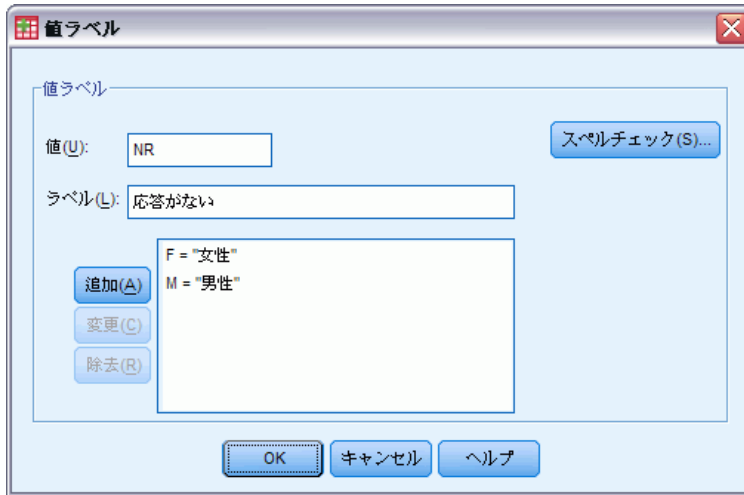 値ラベル
値ラベル
値(U): NR
スペルチェック(S)...
ラベル(L): 応答がない
F = "女性"
M = "男性"
追加(A)
変更(C)
除去(R)
OK キャンセル ヘルプ